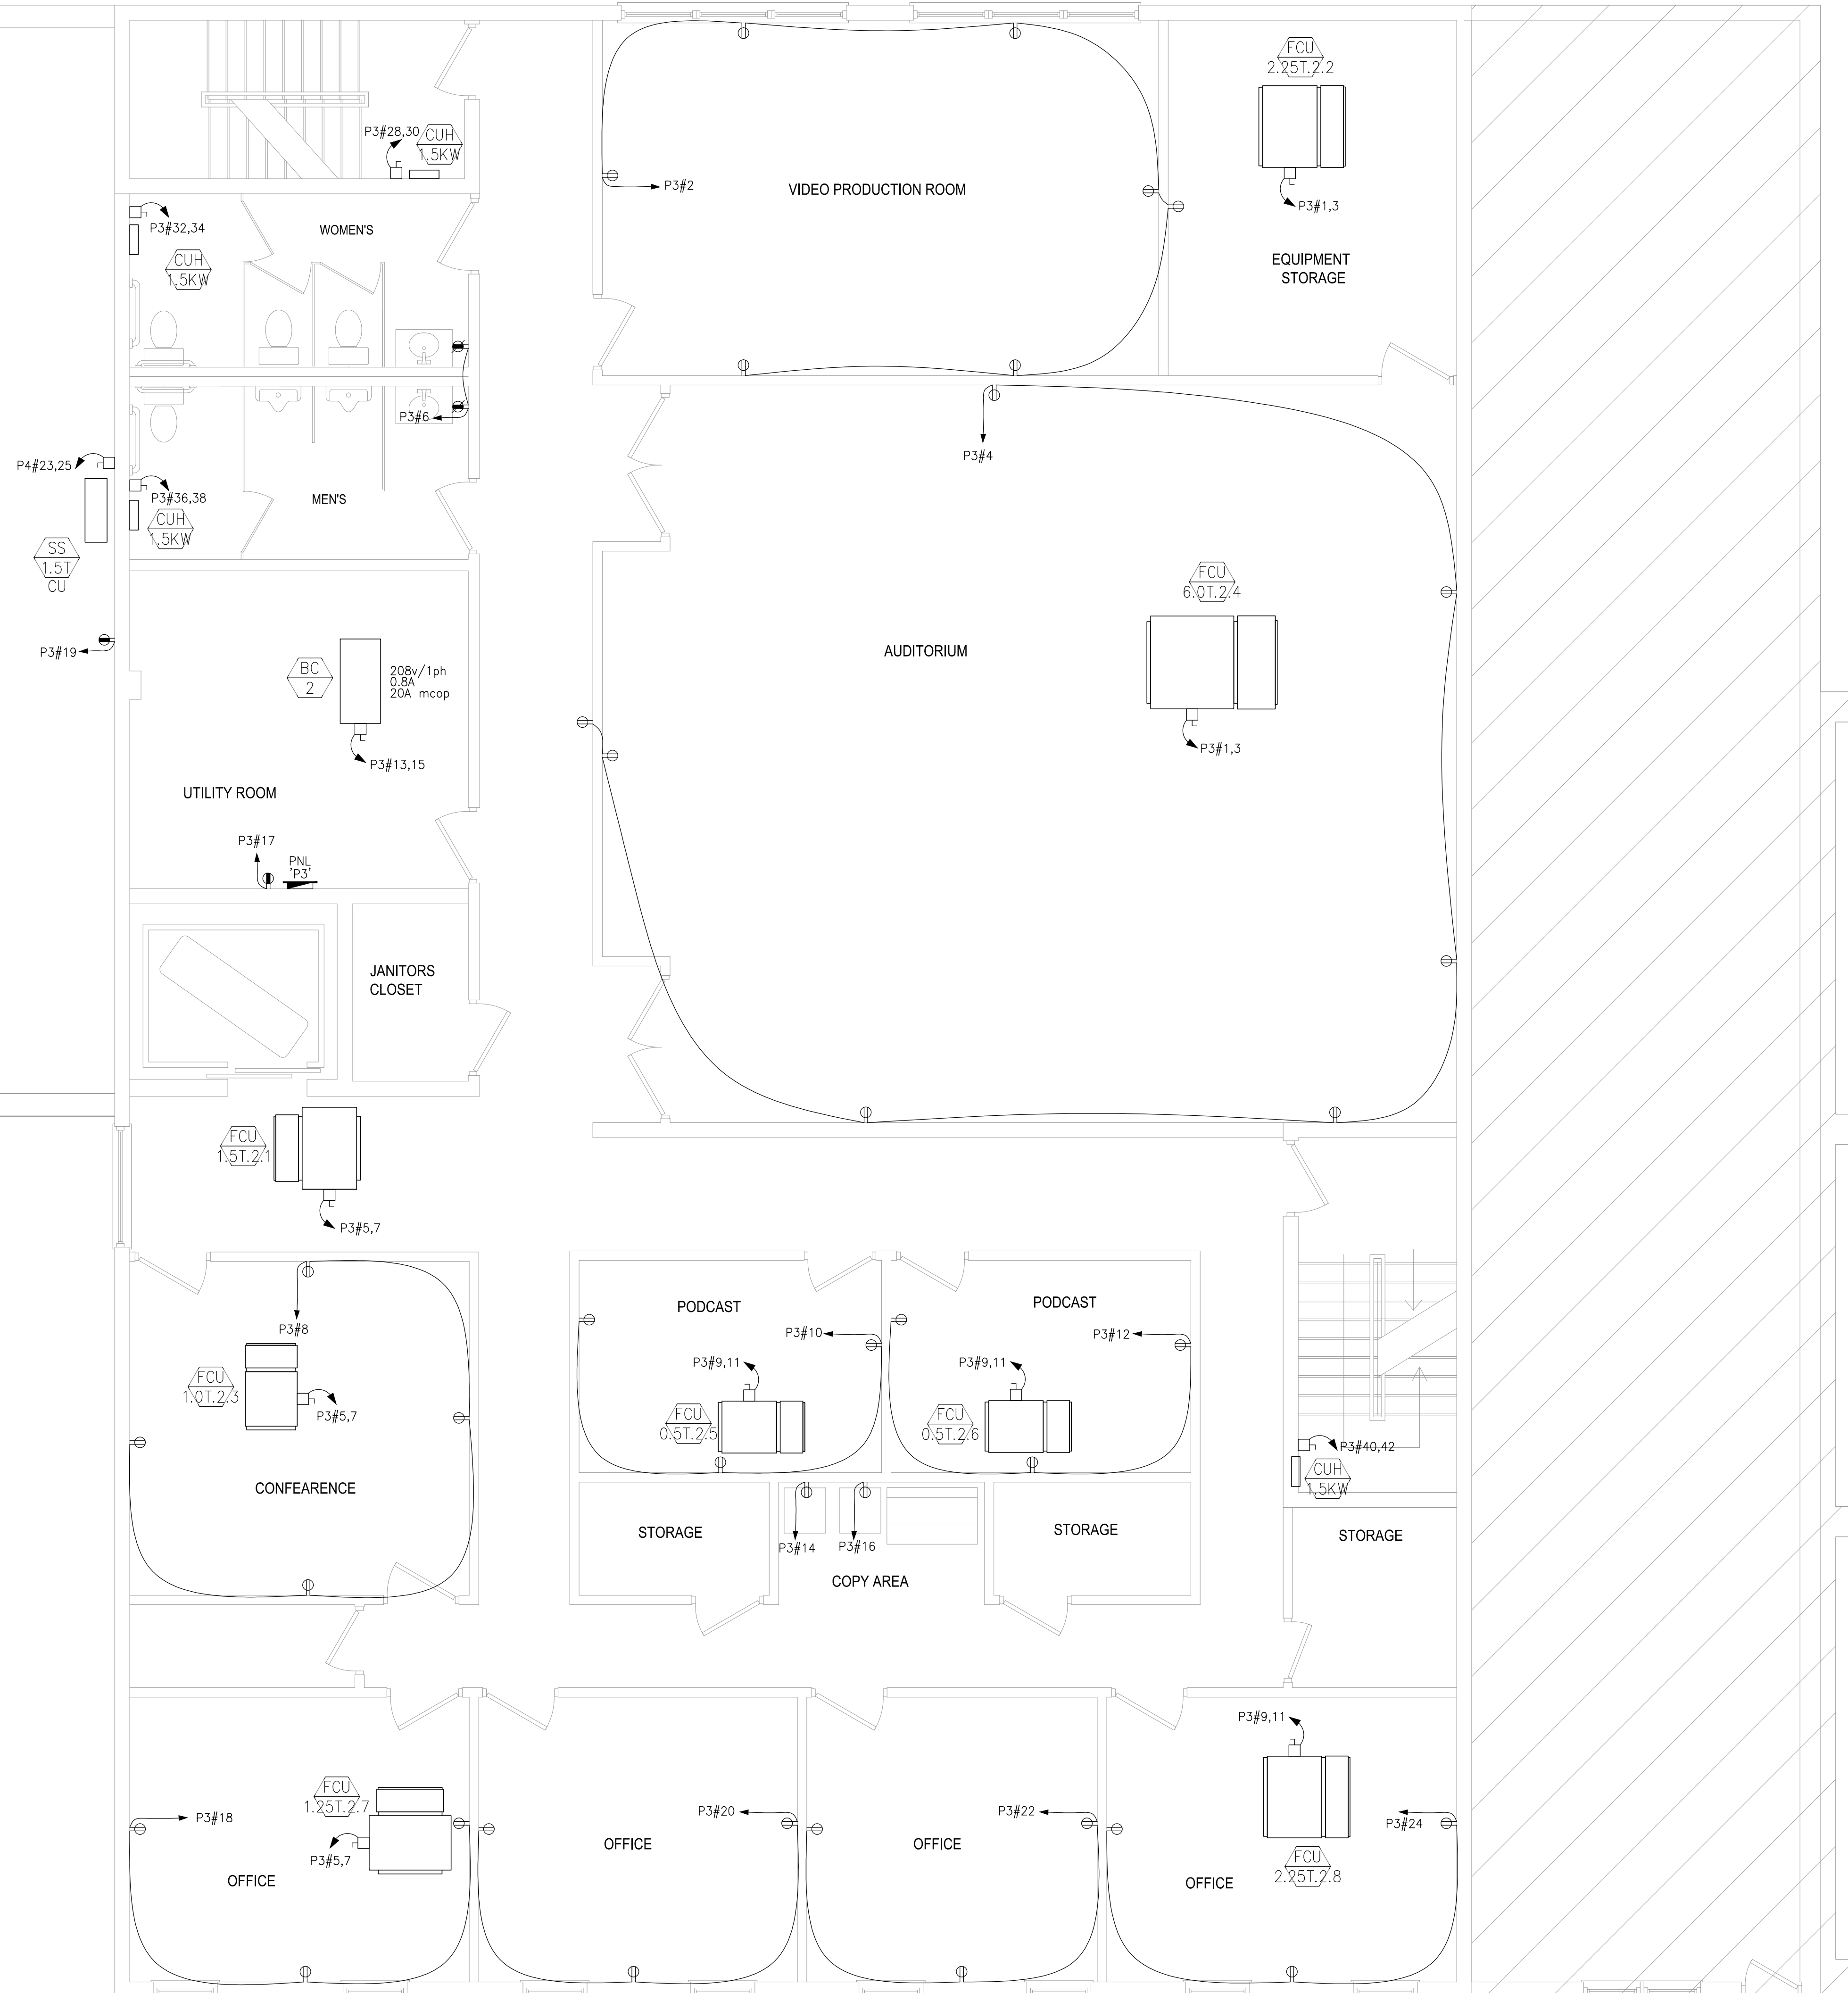 FCU
2.25T.2.2
P3#28,30
CUH
1.5KW
P3#2
VIDEO PRODUCTION ROOM
P3#1,3
P3#32,34
WOMEN'S
CUH
1.5KW
EQUIPMENT
STORAGE
P3#6
P3#4
P4#23,25
P3#36,38
MEN'S
CUH
1.5KW
SS
1.5T
CU
FCU
6.0T.2.4
P3#19
AUDITORIUM
BC
2
208v/1ph
0.8A
20A mcop
P3#1,3
P3#13,15
UTILITY ROOM
P3#17
PNL
'P3'
JANITORS
CLOSET
FCU
1.5T.2.1
P3#5,7
PODCAST
PODCAST
P3#8
P3#10
P3#12
P3#9,11
P3#9,11
FCU
1.0T.2.3
P3#5,7
FCU
0.5T.2.5
FCU
0.5T.2.6
P3#40,42
CUH
1.5KW
CONFEARENCE
STORAGE
P3#14
P3#16
STORAGE
STORAGE
COPY AREA
P3#9,11
FCU
1.25T.2.7
P3#18
P3#20
P3#22
P3#24
OFFICE
OFFICE
P3#5,7
FCU
2.25T.2.8
OFFICE
OFFICE